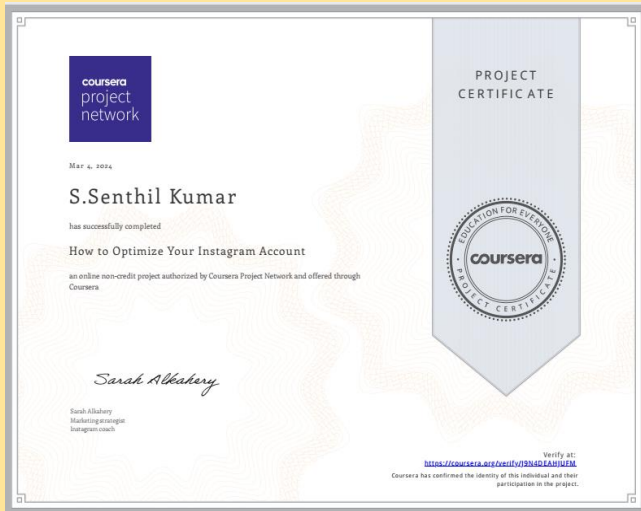 coursera
project
network
Mar 4, 2024
S.Senthil Kumar
has successfully completed
How to Optimize Your Instagram Account
an online non-credit project authorized by Coursera Project Network and offered through
Coursera
Sarah Alkahery
Sarah Alkahery
Marketing strategist
Instagram coach
PROJECT
CERTIFICATE
EDUCATION FOR EVERYONE
coursera
PROJECT CERTIFICATE
Verify at:
https://coursera.org/verify/J9N4DEAHJUFM
Coursera has confirmed the identity of this individual and their
participation in the project.